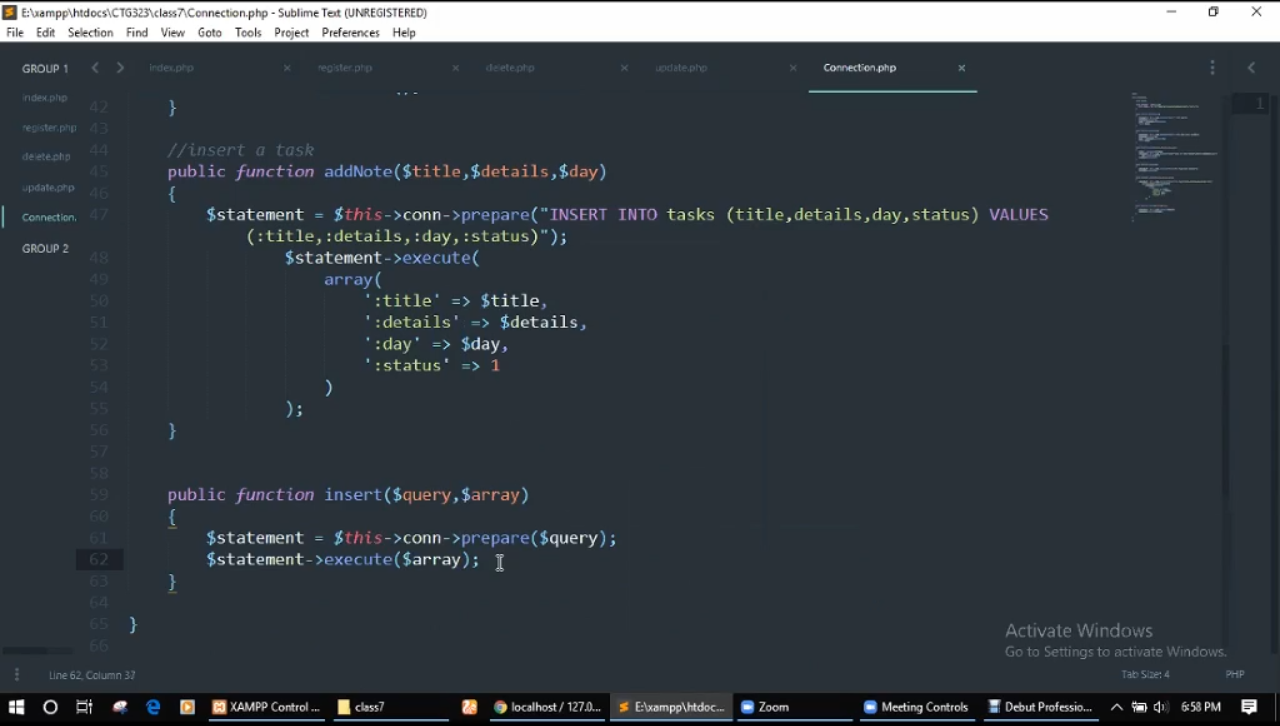 E:\xampp\htdocs\CTG323\class7\Connection.php - Sublime Text (UNREGISTERED)
File Edit Selection Find View Goto Tools Project Preferences Help
GROUP 1
index.php
register.php
delete.php
update.php
Connection.
GROUP 2
index.php register.php delete.php update.php Connection.php
1
42 }
43
44 //insert a task
45 public function addNote($title,$details,$day)
46 {
47 $statement = $this->conn->prepare("INSERT INTO tasks (title,details,day,status) VALUES
(:title,:details,:day,:status)");
48 $statement->execute(
49 array(
50 ':title' => $title,
51 ':details' => $details,
52 ':day' => $day,
53 ':status' => 1
54 )
55 );
56 }
57
58
59 public function insert($query,$array)
60 {
61 $statement = $this->conn->prepare($query);
62 $statement->execute($array);
63 }
64
65 }
66
Activate Windows
Go to Settings to activate Windows.
Line 62, Column 37 Tab Size: 4 PHP
XAMPP Control ... class7 localhost / 127.0... E:\xampp\htdoc... Zoom Meeting Controls Debut Professio... 6:58 PM